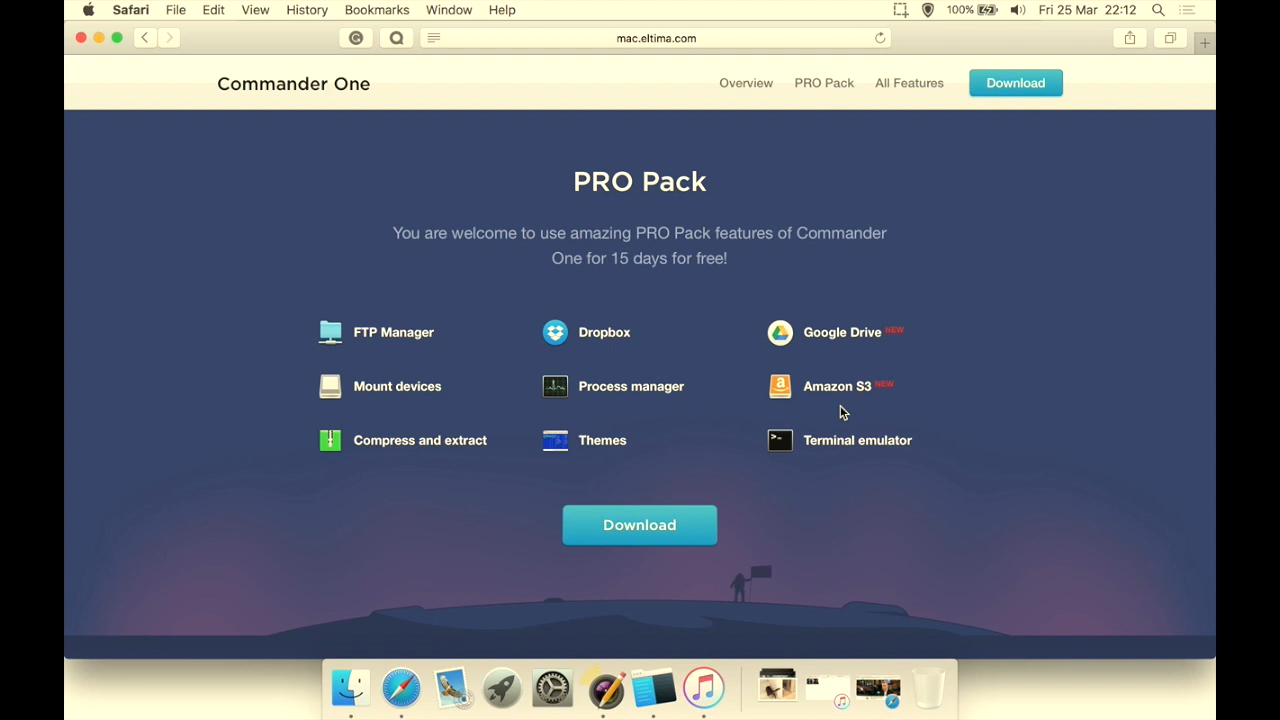 Safari File Edit View History Bookmarks Window Help 100% Fri 25 Mar 22:12
mac.eltima.com
Commander One Overview PRO Pack All Features Download
PRO Pack
You are welcome to use amazing PRO Pack features of Commander
One for 15 days for free!
FTP Manager Dropbox Google Drive NEW
Mount devices Process manager Amazon S3 NEW
Compress and extract Themes Terminal emulator
Download